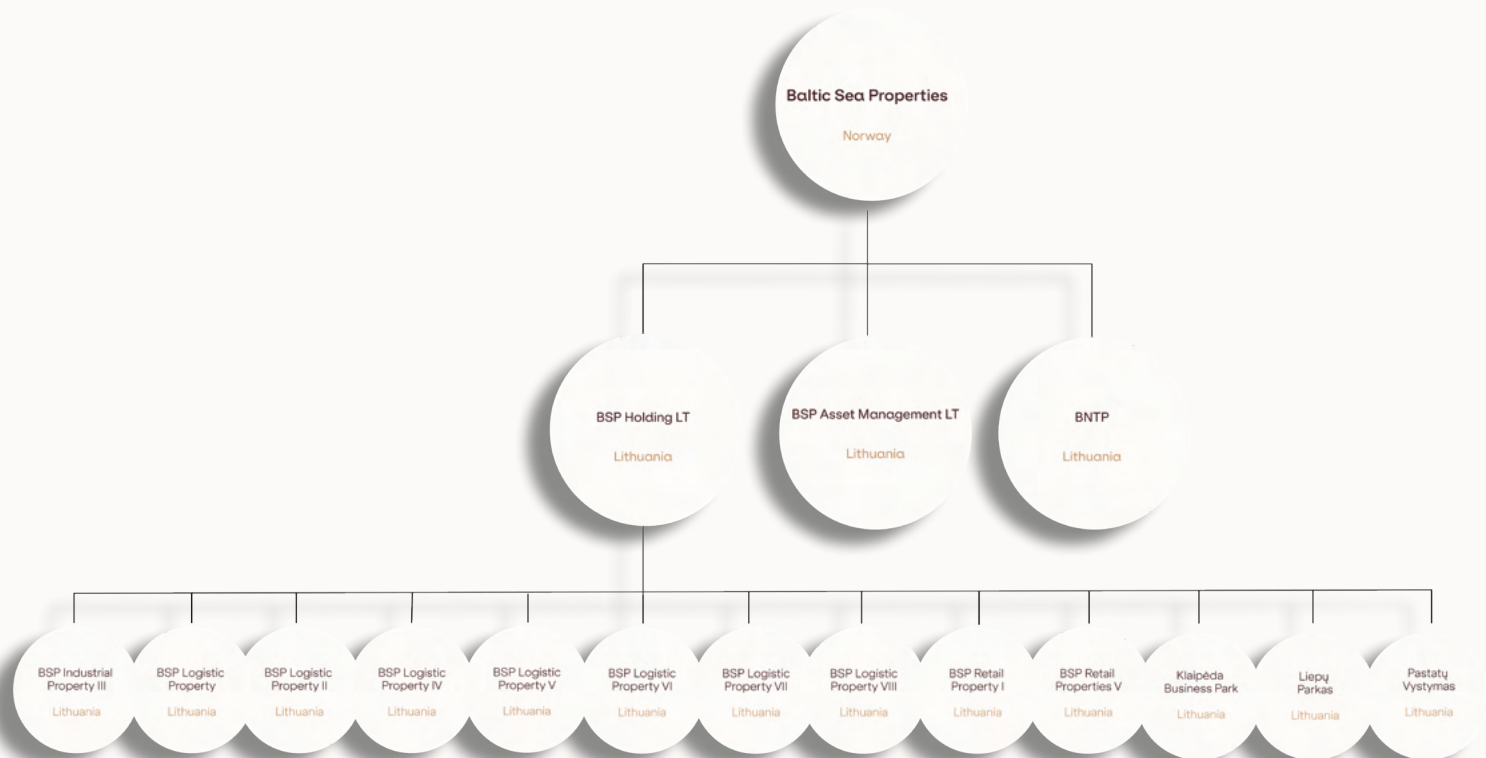 Baltic Sea Properties
Norway
BSP Holding LT
Lithuania
BSP Asset Management LT
Lithuania
BNTP
Lithuania
BSP Industrial
Property III
Lithuania
BSP Logistic
Property
Lithuania
BSP Logistic
Property II
Lithuania
BSP Logistic
Property IV
Lithuania
BSP Logistic
Property V
Lithuania
BSP Logistic
Property VI
Lithuania
BSP Logistic
Property VII
Lithuania
BSP Logistic
Property VIII
Lithuania
BSP Retail
Property I
Lithuania
BSP Retail
Properties V
Lithuania
Klaipėda
Business Park
Lithuania
Liepų
Parkas
Lithuania
Pastatų
Vystymas
Lithuania